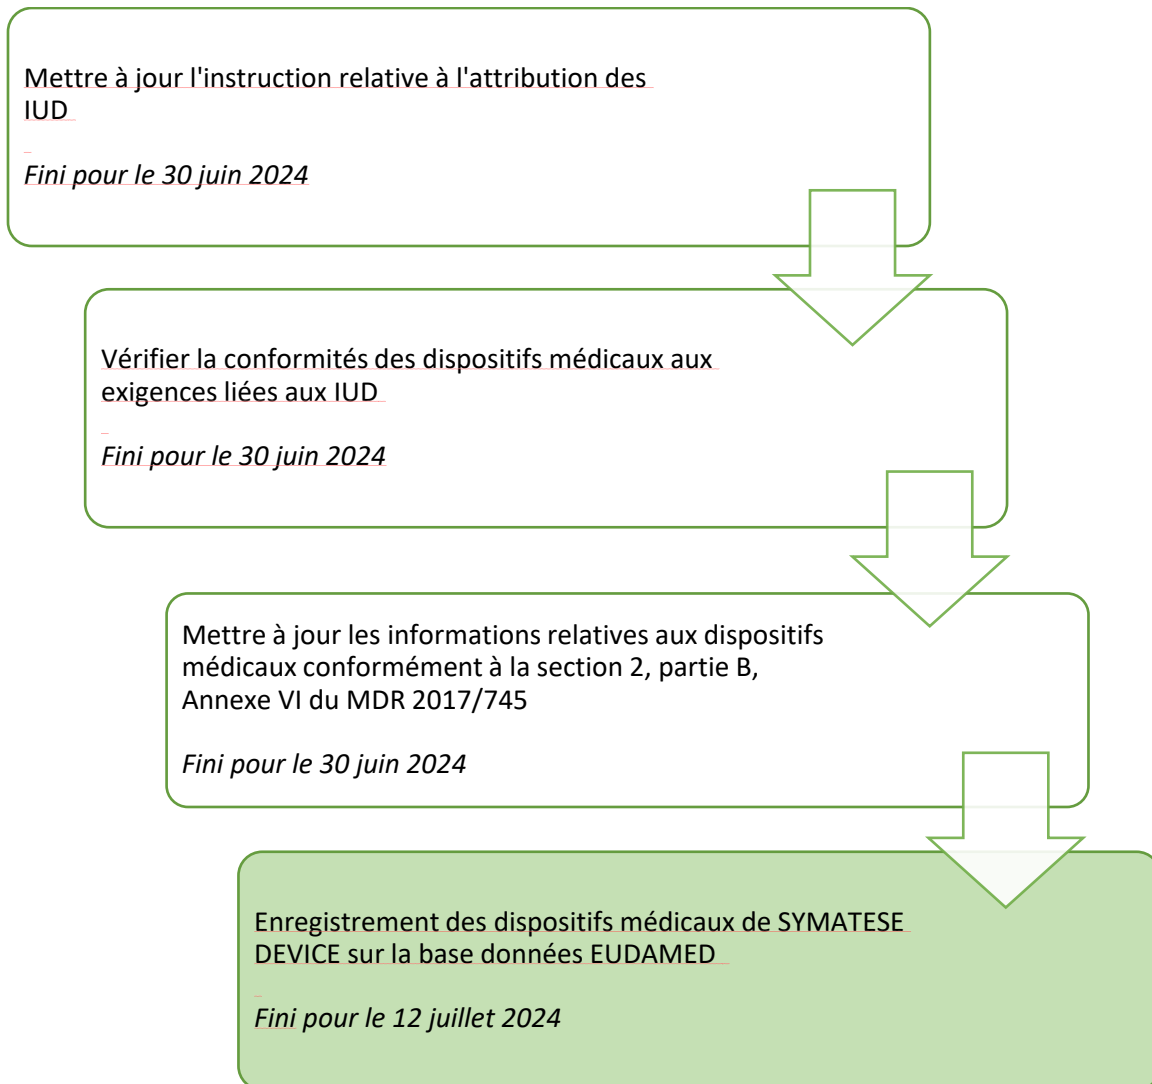 Mettre à jour l'instruction relative à l'attribution des
IUD
Fini pour le 30 juin 2024
Vérifier la conformités des dispositifs médicaux aux
exigences liées aux IUD
Fini pour le 30 juin 2024
Mettre à jour les informations relatives aux dispositifs
médicaux conformément à la section 2, partie B,
Annexe VI du MDR 2017/745
Fini pour le 30 juin 2024
Enregistrement des dispositifs médicaux de SYMATESE
DEVICE sur la base données EUDAMED
Fini pour le 12 juillet 2024